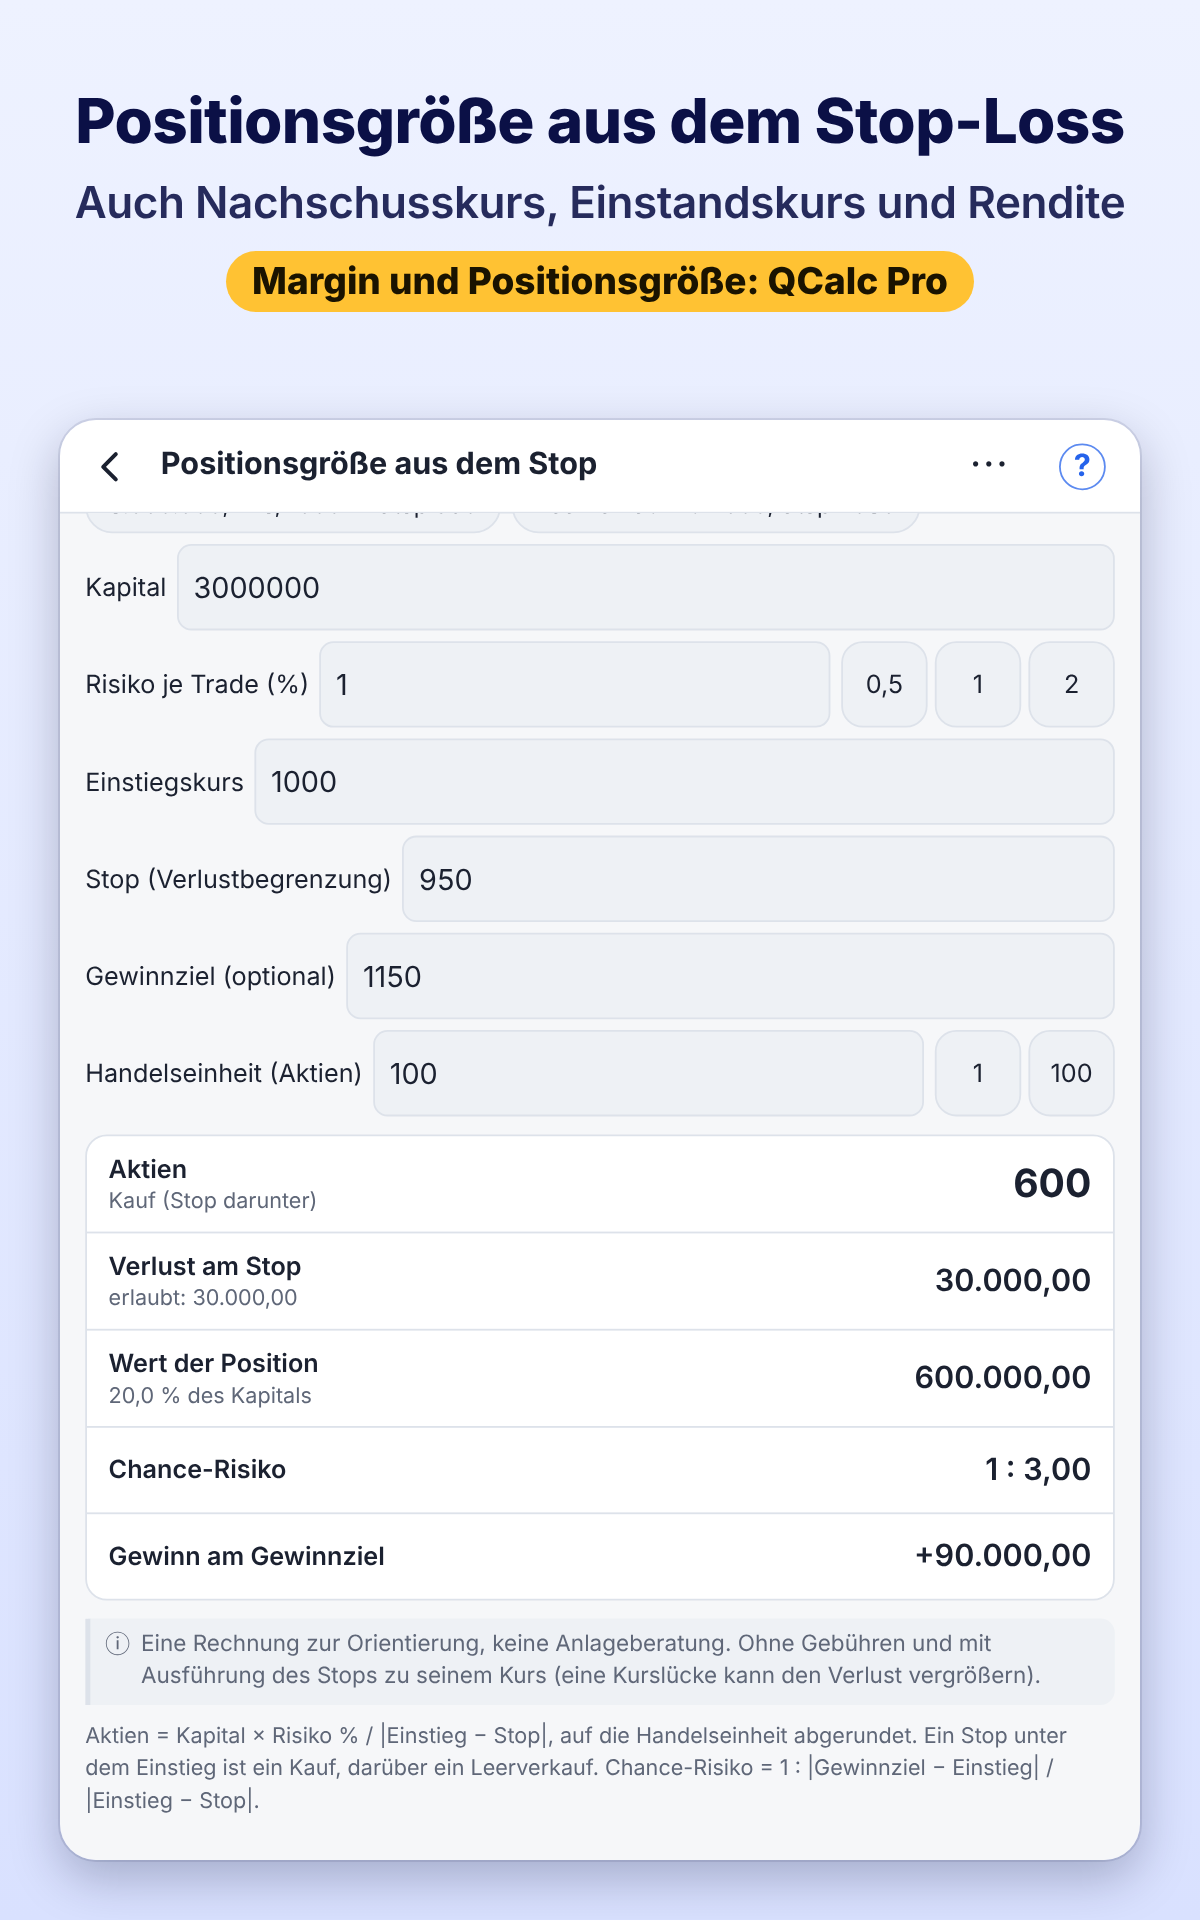 Positionsgröße aus dem Stop-Loss
Auch Nachschusskurs, Einstandskurs und Rendite
Margin und Positionsgröße: QCalc Pro
Positionsgröße aus dem Stop
?
Kapital 3000000
Risiko je Trade (%) 1 0,5 1 2
Einstiegskurs 1000
Stop (Verlustbegrenzung) 950
Gewinnziel (optional) 1150
Handelseinheit (Aktien) 100 1 100
Aktien 600
Kauf (Stop darunter)
Verlust am Stop 30.000,00
erlaubt: 30.000,00
Wert der Position 600.000,00
20,0 % des Kapitals
Chance-Risiko 1 : 3,00
Gewinn am Gewinnziel +90.000,00
Eine Rechnung zur Orientierung, keine Anlageberatung. Ohne Gebühren und mit
Ausführung des Stops zu seinem Kurs (eine Kurslücke kann den Verlust vergrößern).
Aktien = Kapital × Risiko % / |Einstieg − Stop|, auf die Handelseinheit abgerundet. Ein Stop unter
dem Einstieg ist ein Kauf, darüber ein Leerverkauf. Chance-Risiko = 1 : |Gewinnziel − Einstieg| /
|Einstieg − Stop|.